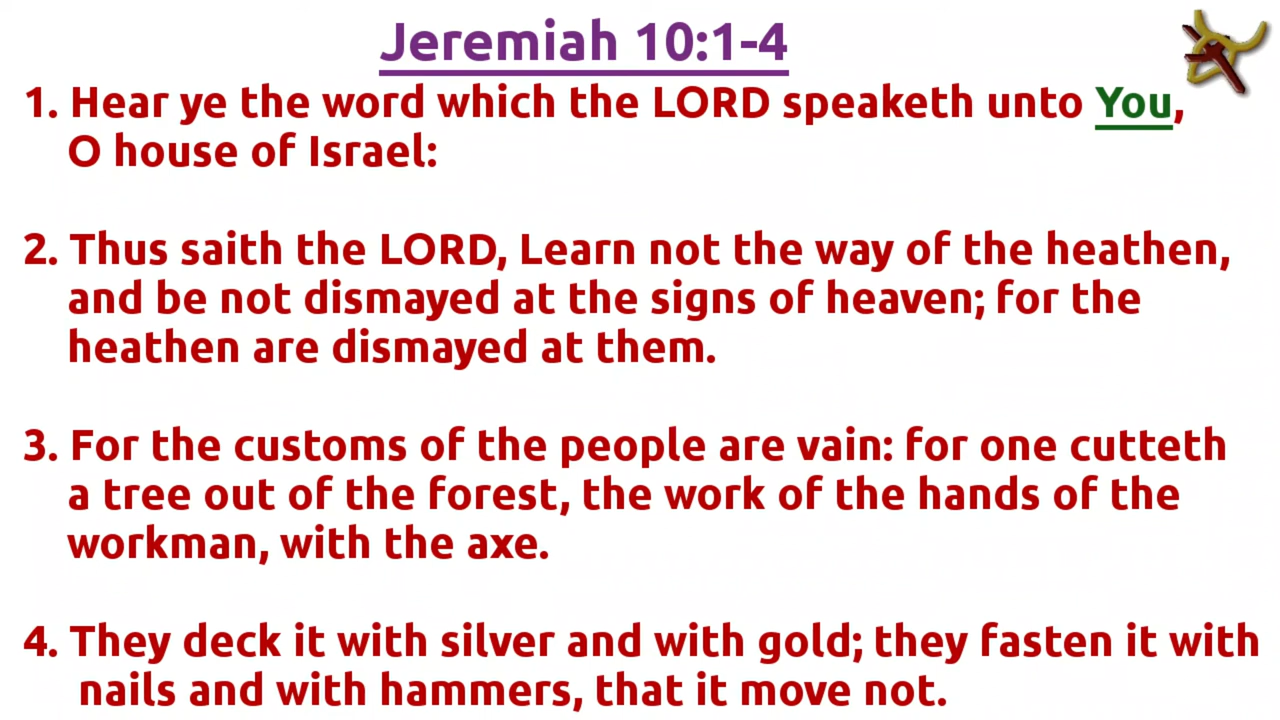 Jeremiah 10:1-4
1. Hear ye the word which the LORD speaketh unto You,
O house of Israel:
2. Thus saith the LORD, Learn not the way of the heathen,
and be not dismayed at the signs of heaven; for the
heathen are dismayed at them.
3. For the customs of the people are vain: for one cutteth
a tree out of the forest, the work of the hands of the
workman, with the axe.
4. They deck it with silver and with gold; they fasten it with
nails and with hammers, that it move not.